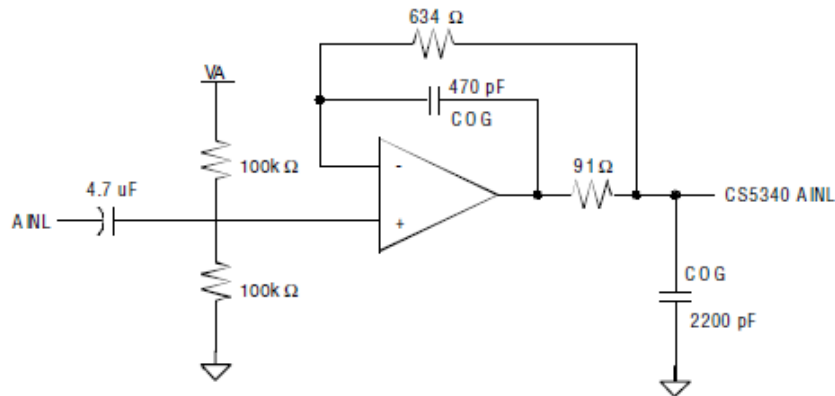 634 Ω
VA
470 pF
COG
100k Ω
91Ω
4.7 uF
-
CS5340 AINL
AINL
+
COG
100k Ω
2200 pF